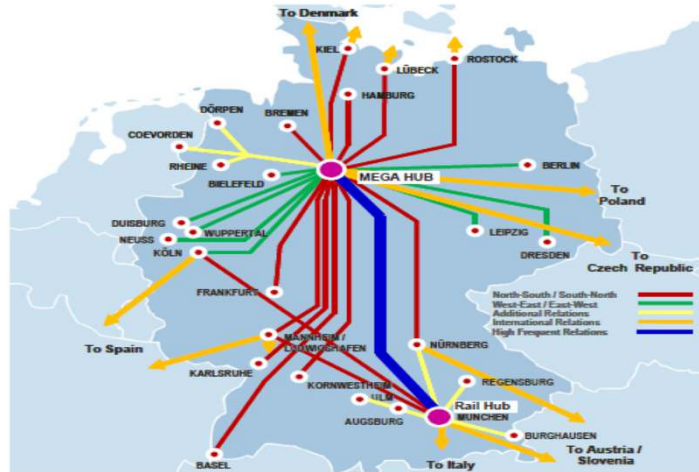 To Denmark
KIEL
ROSTOCK
LÜBECK
HAMBURG
DÖRPEN
BREMEN
COEVORDEN
RHEINE
BERLIN
MEGA HUB
BIELEFELD
To
Poland
DUISBURG
WUPPERTAL
NEUSS
LEIPZIG
KÖLN
DRESDEN
To
Czech Republic
FRANKFURT
North-South / South-North
West-East / East-West
Additional Relations
International Relations
High Frequent Relations
MANNHEIM /
LUDWIGSHAFEN
NÜRNBERG
To Spain
KARLSRUHE
KORNWESTHEIM
REGENSBURG
ULM
Rail Hub
MÜNCHEN
AUGSBURG
BURGHAUSEN
To Austria /
Slovenia
BASEL
To Italy